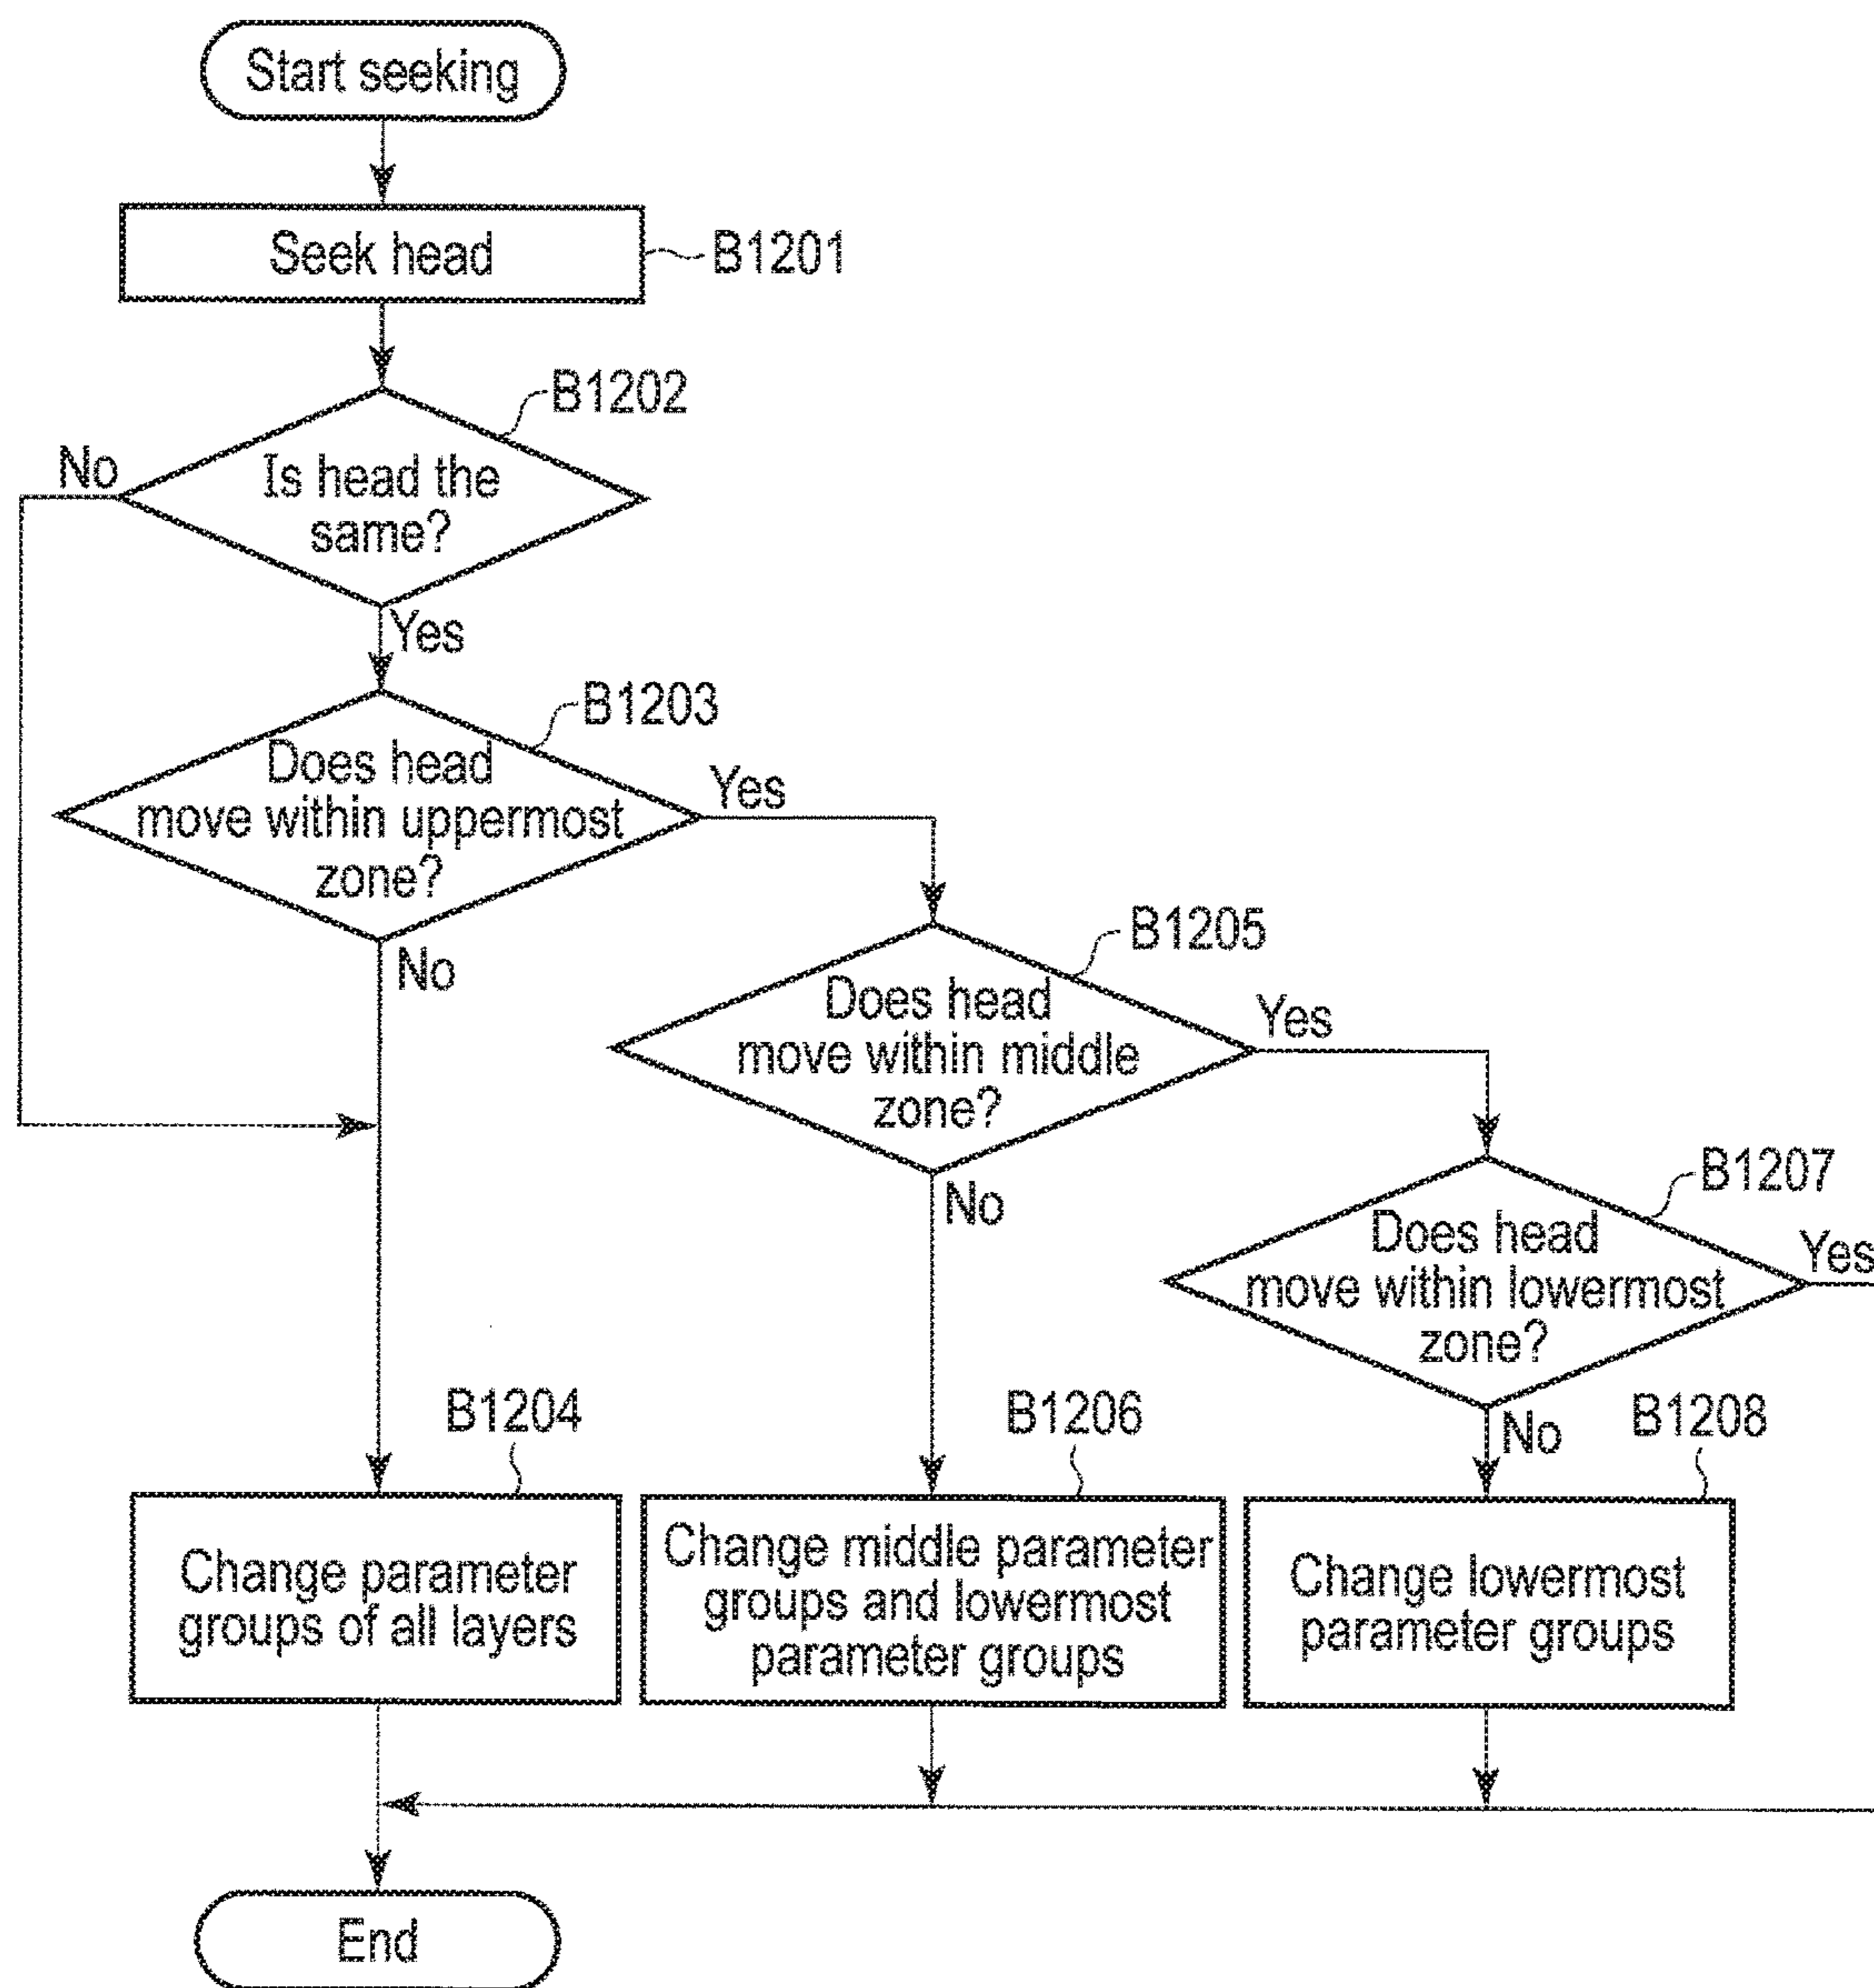 Start seeking
Seek head
B1201
B1202
No
Is head the
same?
Yes
B1203
Does head
move within uppermost
zone?
Yes
No
B1205
Does head
move within middle
zone?
Yes
No
B1207
Does head
move within lowermost
zone?
Yes
No
B1204
Change parameter
groups of all layers
B1206
Change middle parameter
groups and lowermost
parameter groups
B1208
Change lowermost
parameter groups
End